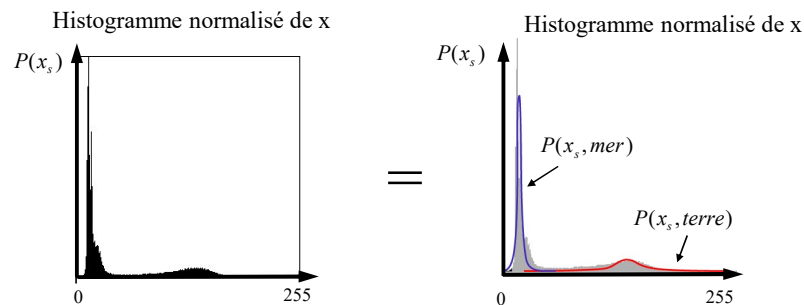 Histogramme normalisé de x
P(x_s)
0
255
=
Histogramme normalisé de x
P(x_s)
P(x_s, mer)
P(x_s, terre)
0
255